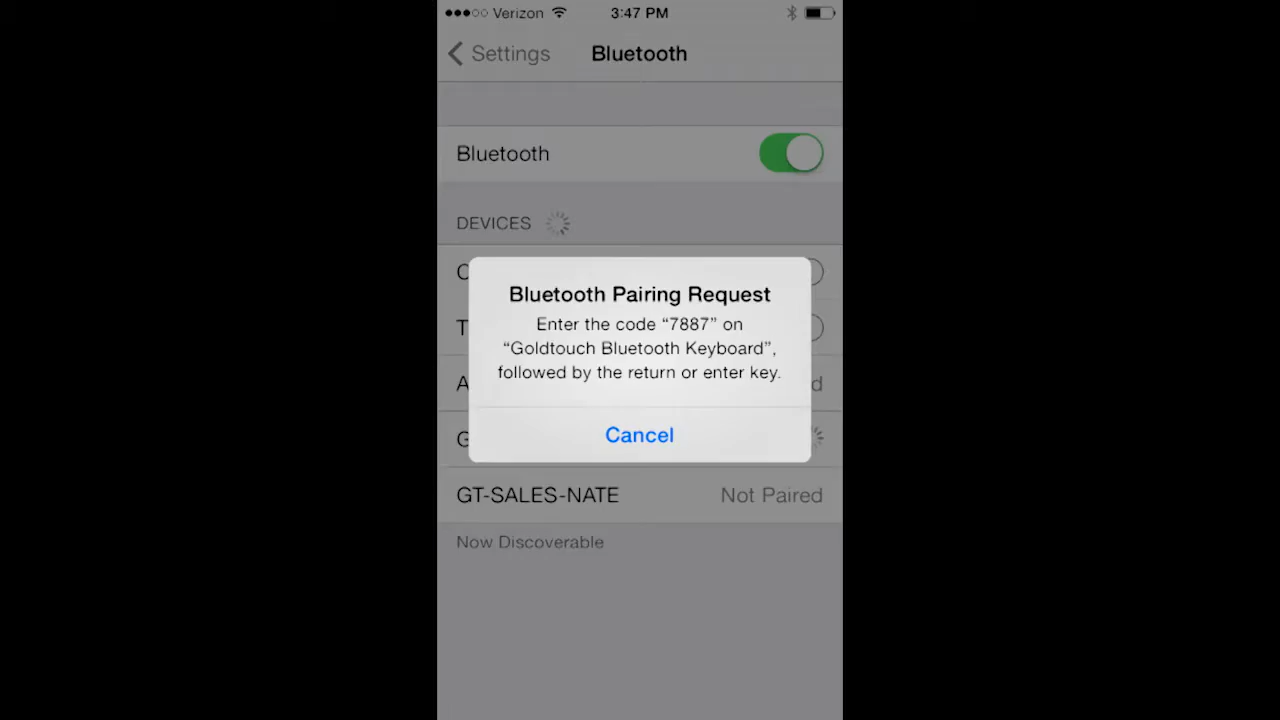 Verizon 3:47 PM
Settings Bluetooth
Bluetooth
DEVICES
Bluetooth Pairing Request
Enter the code “7887” on
“Goldtouch Bluetooth Keyboard”,
followed by the return or enter key.
Cancel
GT-SALES-NATE Not Paired
Now Discoverable